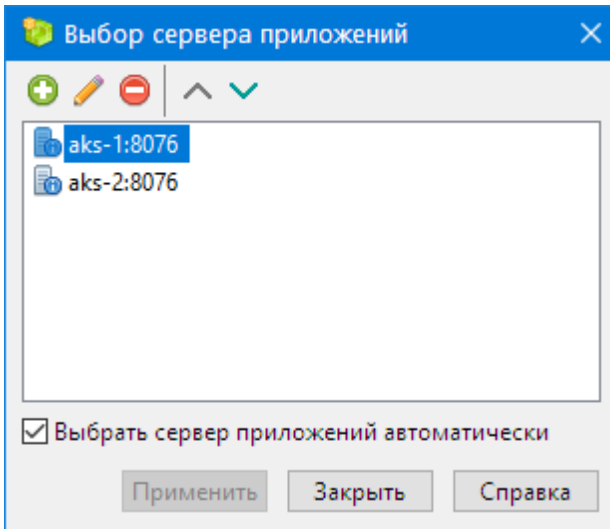 Выбор сервера приложений
aks-1:8076
aks-2:8076
Выбрать сервер приложений автоматически
Применить Закрыть Справка